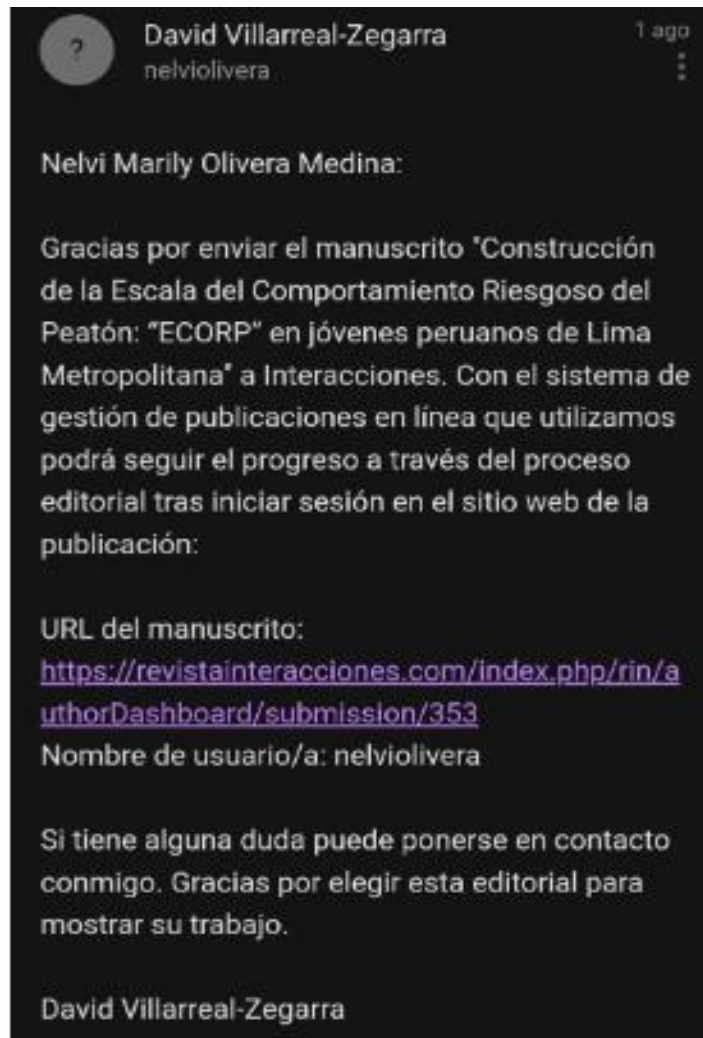 ?
David Villarreal-Zegarra
1 ago
nelviolivera
Nelvi Marily Olivera Medina:
Gracias por enviar el manuscrito "Construcción
de la Escala del Comportamiento Riesgoso del
Peatón: “ECORP” en jóvenes peruanos de Lima
Metropolitana" a Interacciones. Con el sistema de
gestión de publicaciones en línea que utilizamos
podrá seguir el progreso a través del proceso
editorial tras iniciar sesión en el sitio web de la
publicación:
URL del manuscrito:
https://revistainteracciones.com/index.php/rin/a
uthorDashboard/submission/353
Nombre de usuario/a: nelviolivera
Si tiene alguna duda puede ponerse en contacto
conmigo. Gracias por elegir esta editorial para
mostrar su trabajo.
David Villarreal-Zegarra